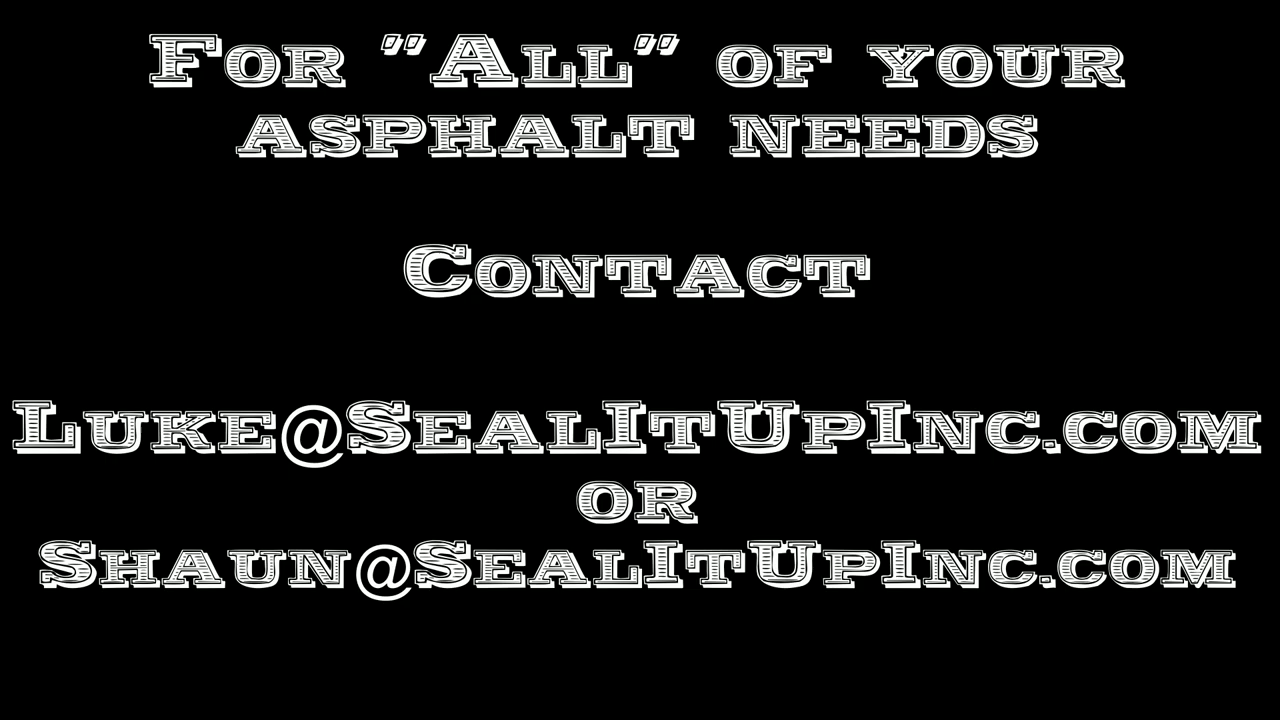 For "All" of your
asphalt needs
Contact
Luke@SealItUpInc.com
or
Shaun@SealItUpInc.com